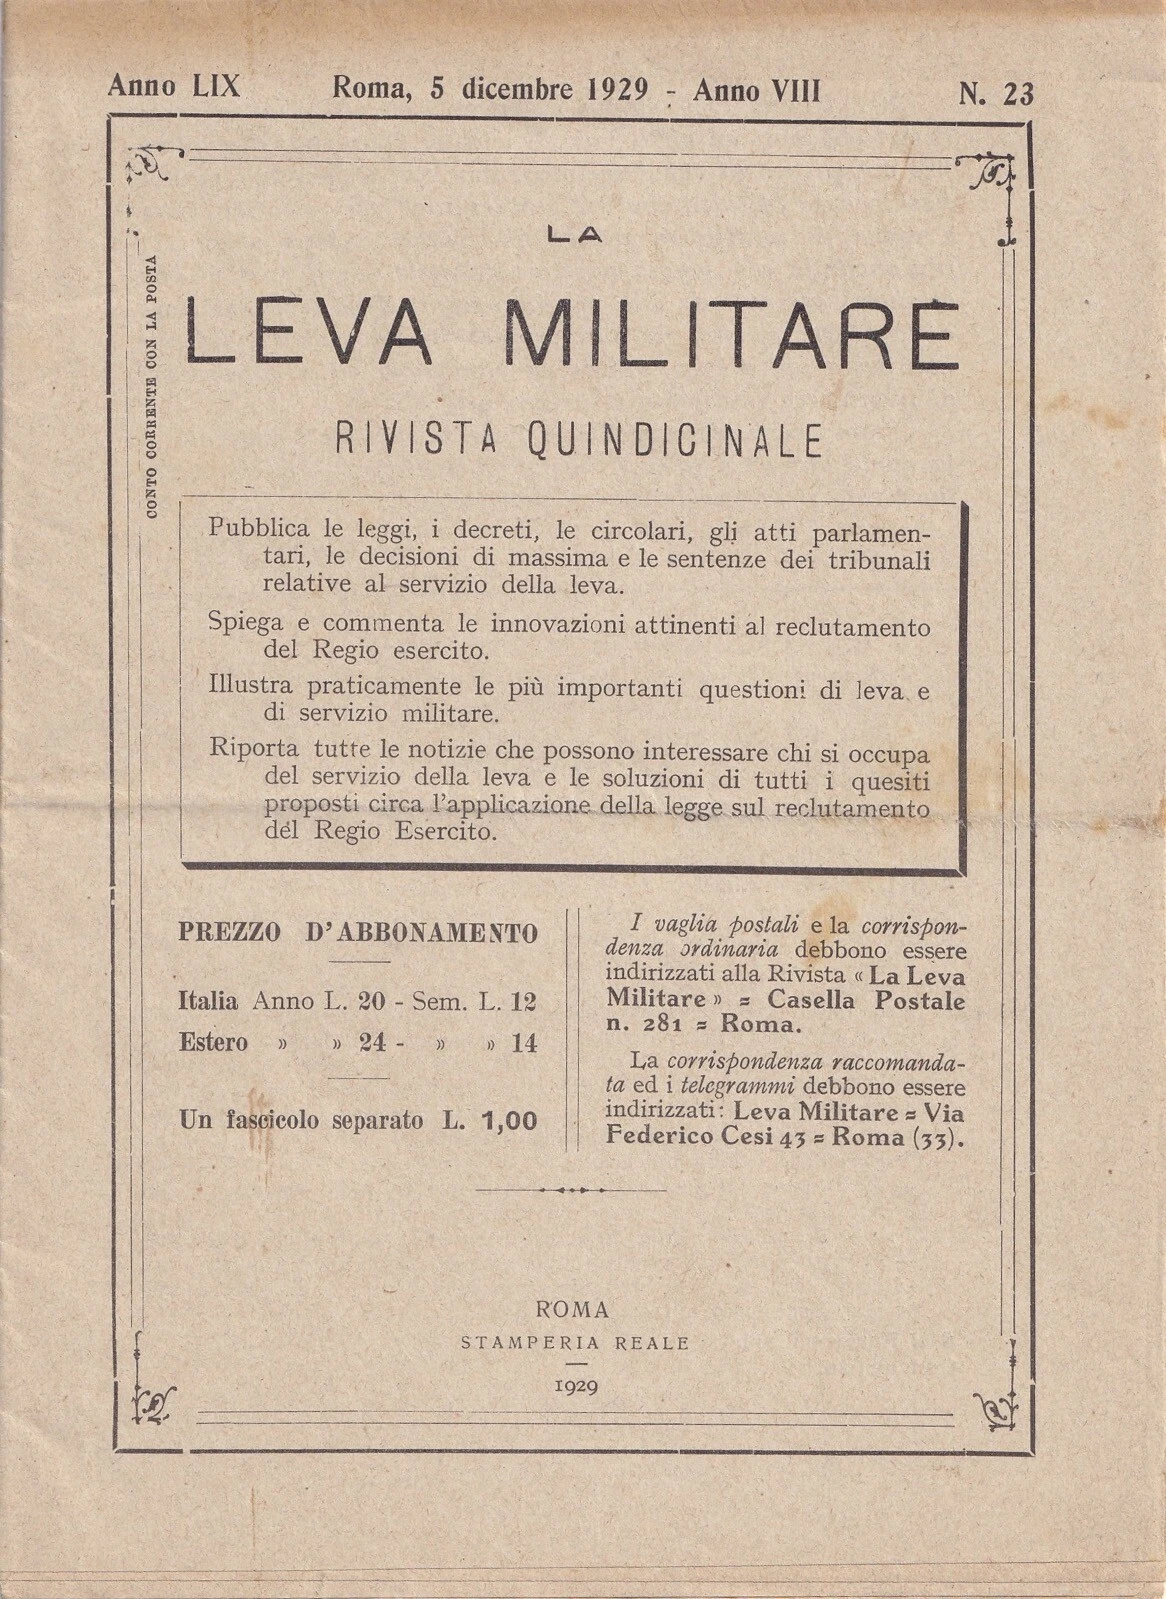 Anno LIX Roma, 5 dicembre 1929 - Anno VIII N. 23
CONTO CORRENTE CON LA POSTA
LA
LEVA MILITARE
RIVISTA QUINDICINALE
Pubblica le leggi, i decreti, le circolari, gli atti parlamen-
tari, le decisioni di massima e le sentenze dei tribunali
relative al servizio della leva.
Spiega e commenta le innovazioni attinenti al reclutamento
del Regio esercito.
Illustra praticamente le più importanti questioni di leva e
di servizio militare.
Riporta tutte le notizie che possono interessare chi si occupa
del servizio della leva e le soluzioni di tutti i quesiti
proposti circa l'applicazione della legge sul reclutamento
del Regio Esercito.
PREZZO D'ABBONAMENTO
Italia Anno L. 20 - Sem. L. 12
Estero » » 24 - » » 14
Un fascicolo separato L. 1,00
I vaglia postali e la corrispon-
denza ordinaria debbono essere
indirizzati alla Rivista « La Leva
Militare » = Casella Postale
n. 281 = Roma.
La corrispondenza raccomanda-
ta ed i telegrammi debbono essere
indirizzati: Leva Militare = Via
Federico Cesi 43 = Roma (33).
ROMA
STAMPERIA REALE
1929